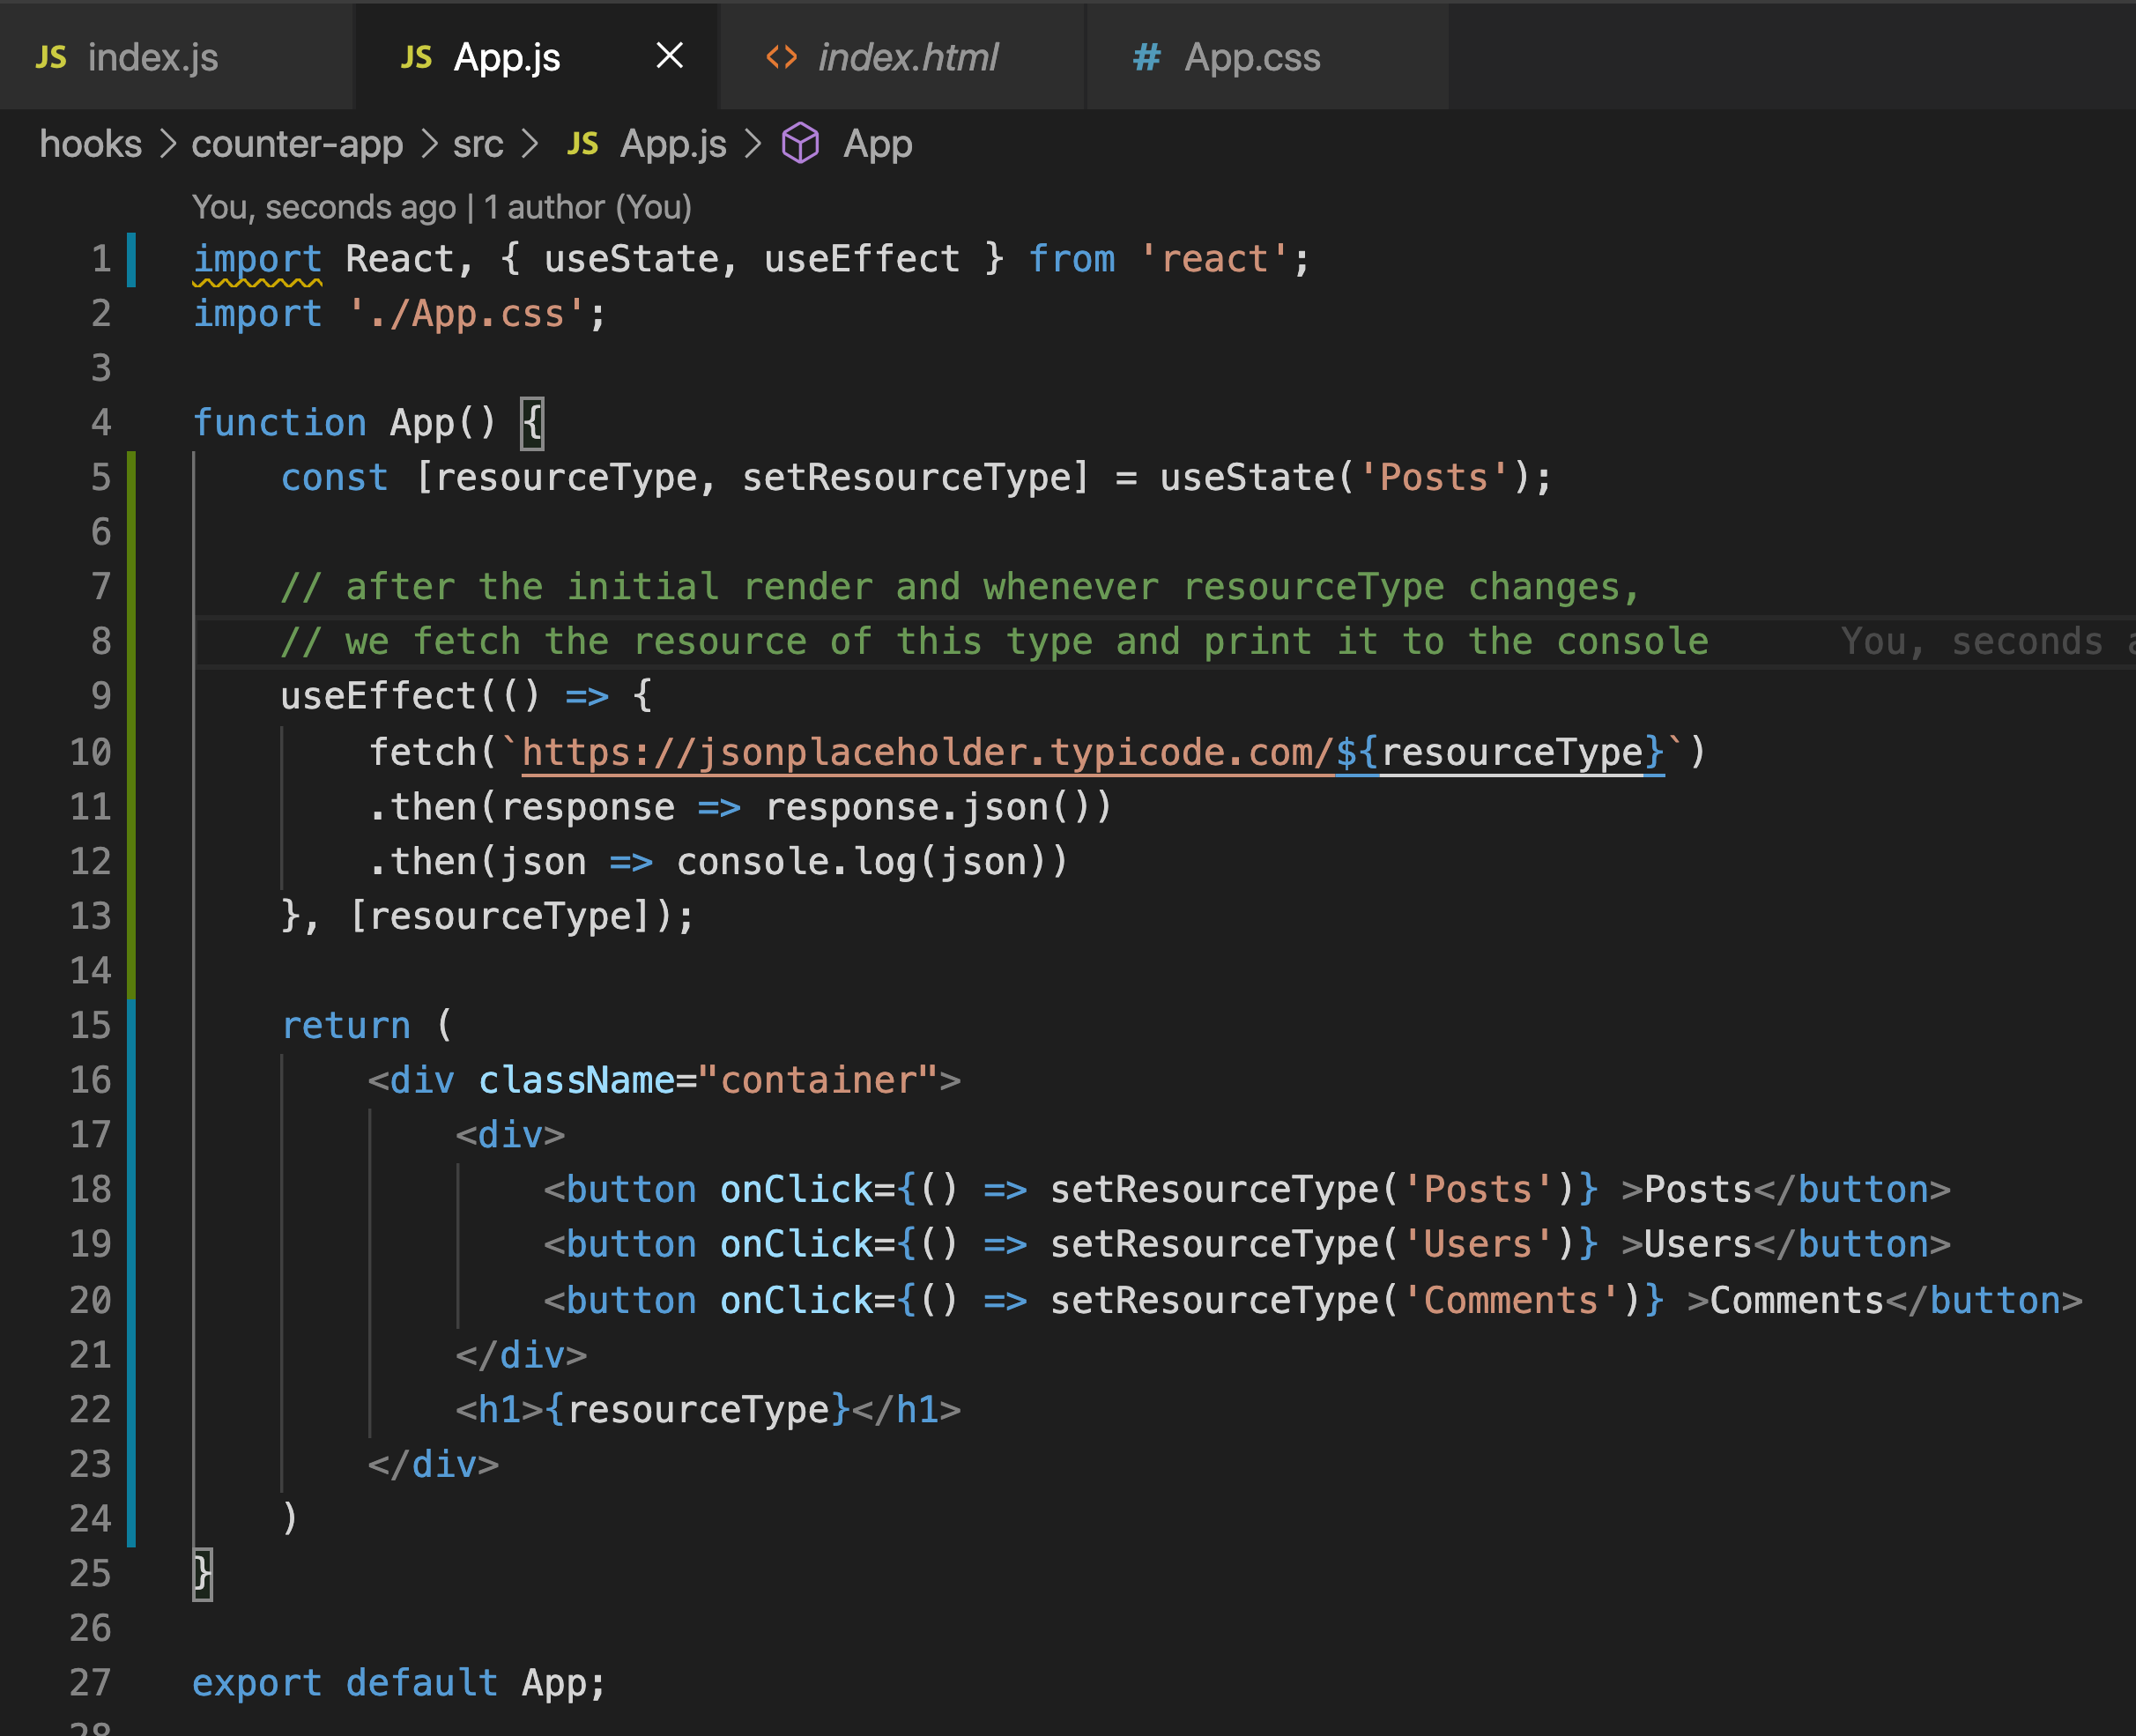 JS index.js JS App.js index.html # App.css
hooks > counter-app > src > JS App.js > App
You, seconds ago | 1 author (You)
1 import React, { useState, useEffect } from 'react';
2 import './App.css';
3
4 function App() {
5 const [resourceType, setResourceType] = useState('Posts');
6
7 // after the initial render and whenever resourceType changes,
8 // we fetch the resource of this type and print it to the console You, seconds
9 useEffect(() => {
10 fetch(`https://jsonplaceholder.typicode.com/${resourceType}`)
11 .then(response => response.json())
12 .then(json => console.log(json))
13 }, [resourceType]);
14
15 return (
16 <div className="container">
17 <div>
18 <button onClick={() => setResourceType('Posts')} >Posts</button>
19 <button onClick={() => setResourceType('Users')} >Users</button>
20 <button onClick={() => setResourceType('Comments')} >Comments</button>
21 </div>
22 <h1>{resourceType}</h1>
23 </div>
24 )
25 }
26
27 export default App;
28